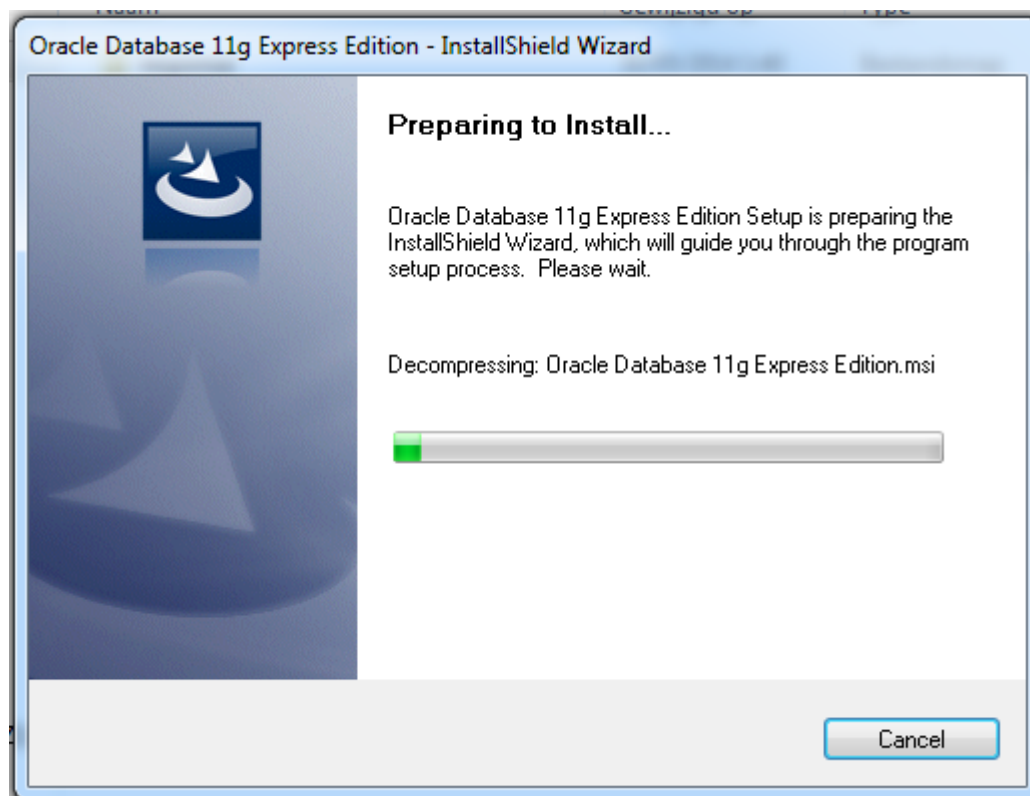 Oracle Database 11g Express Edition - InstallShield Wizard
Preparing to Install...
Oracle Database 11g Express Edition Setup is preparing the
InstallShield Wizard, which will guide you through the program
setup process.  Please wait.
Decompressing: Oracle Database 11g Express Edition.msi
Cancel